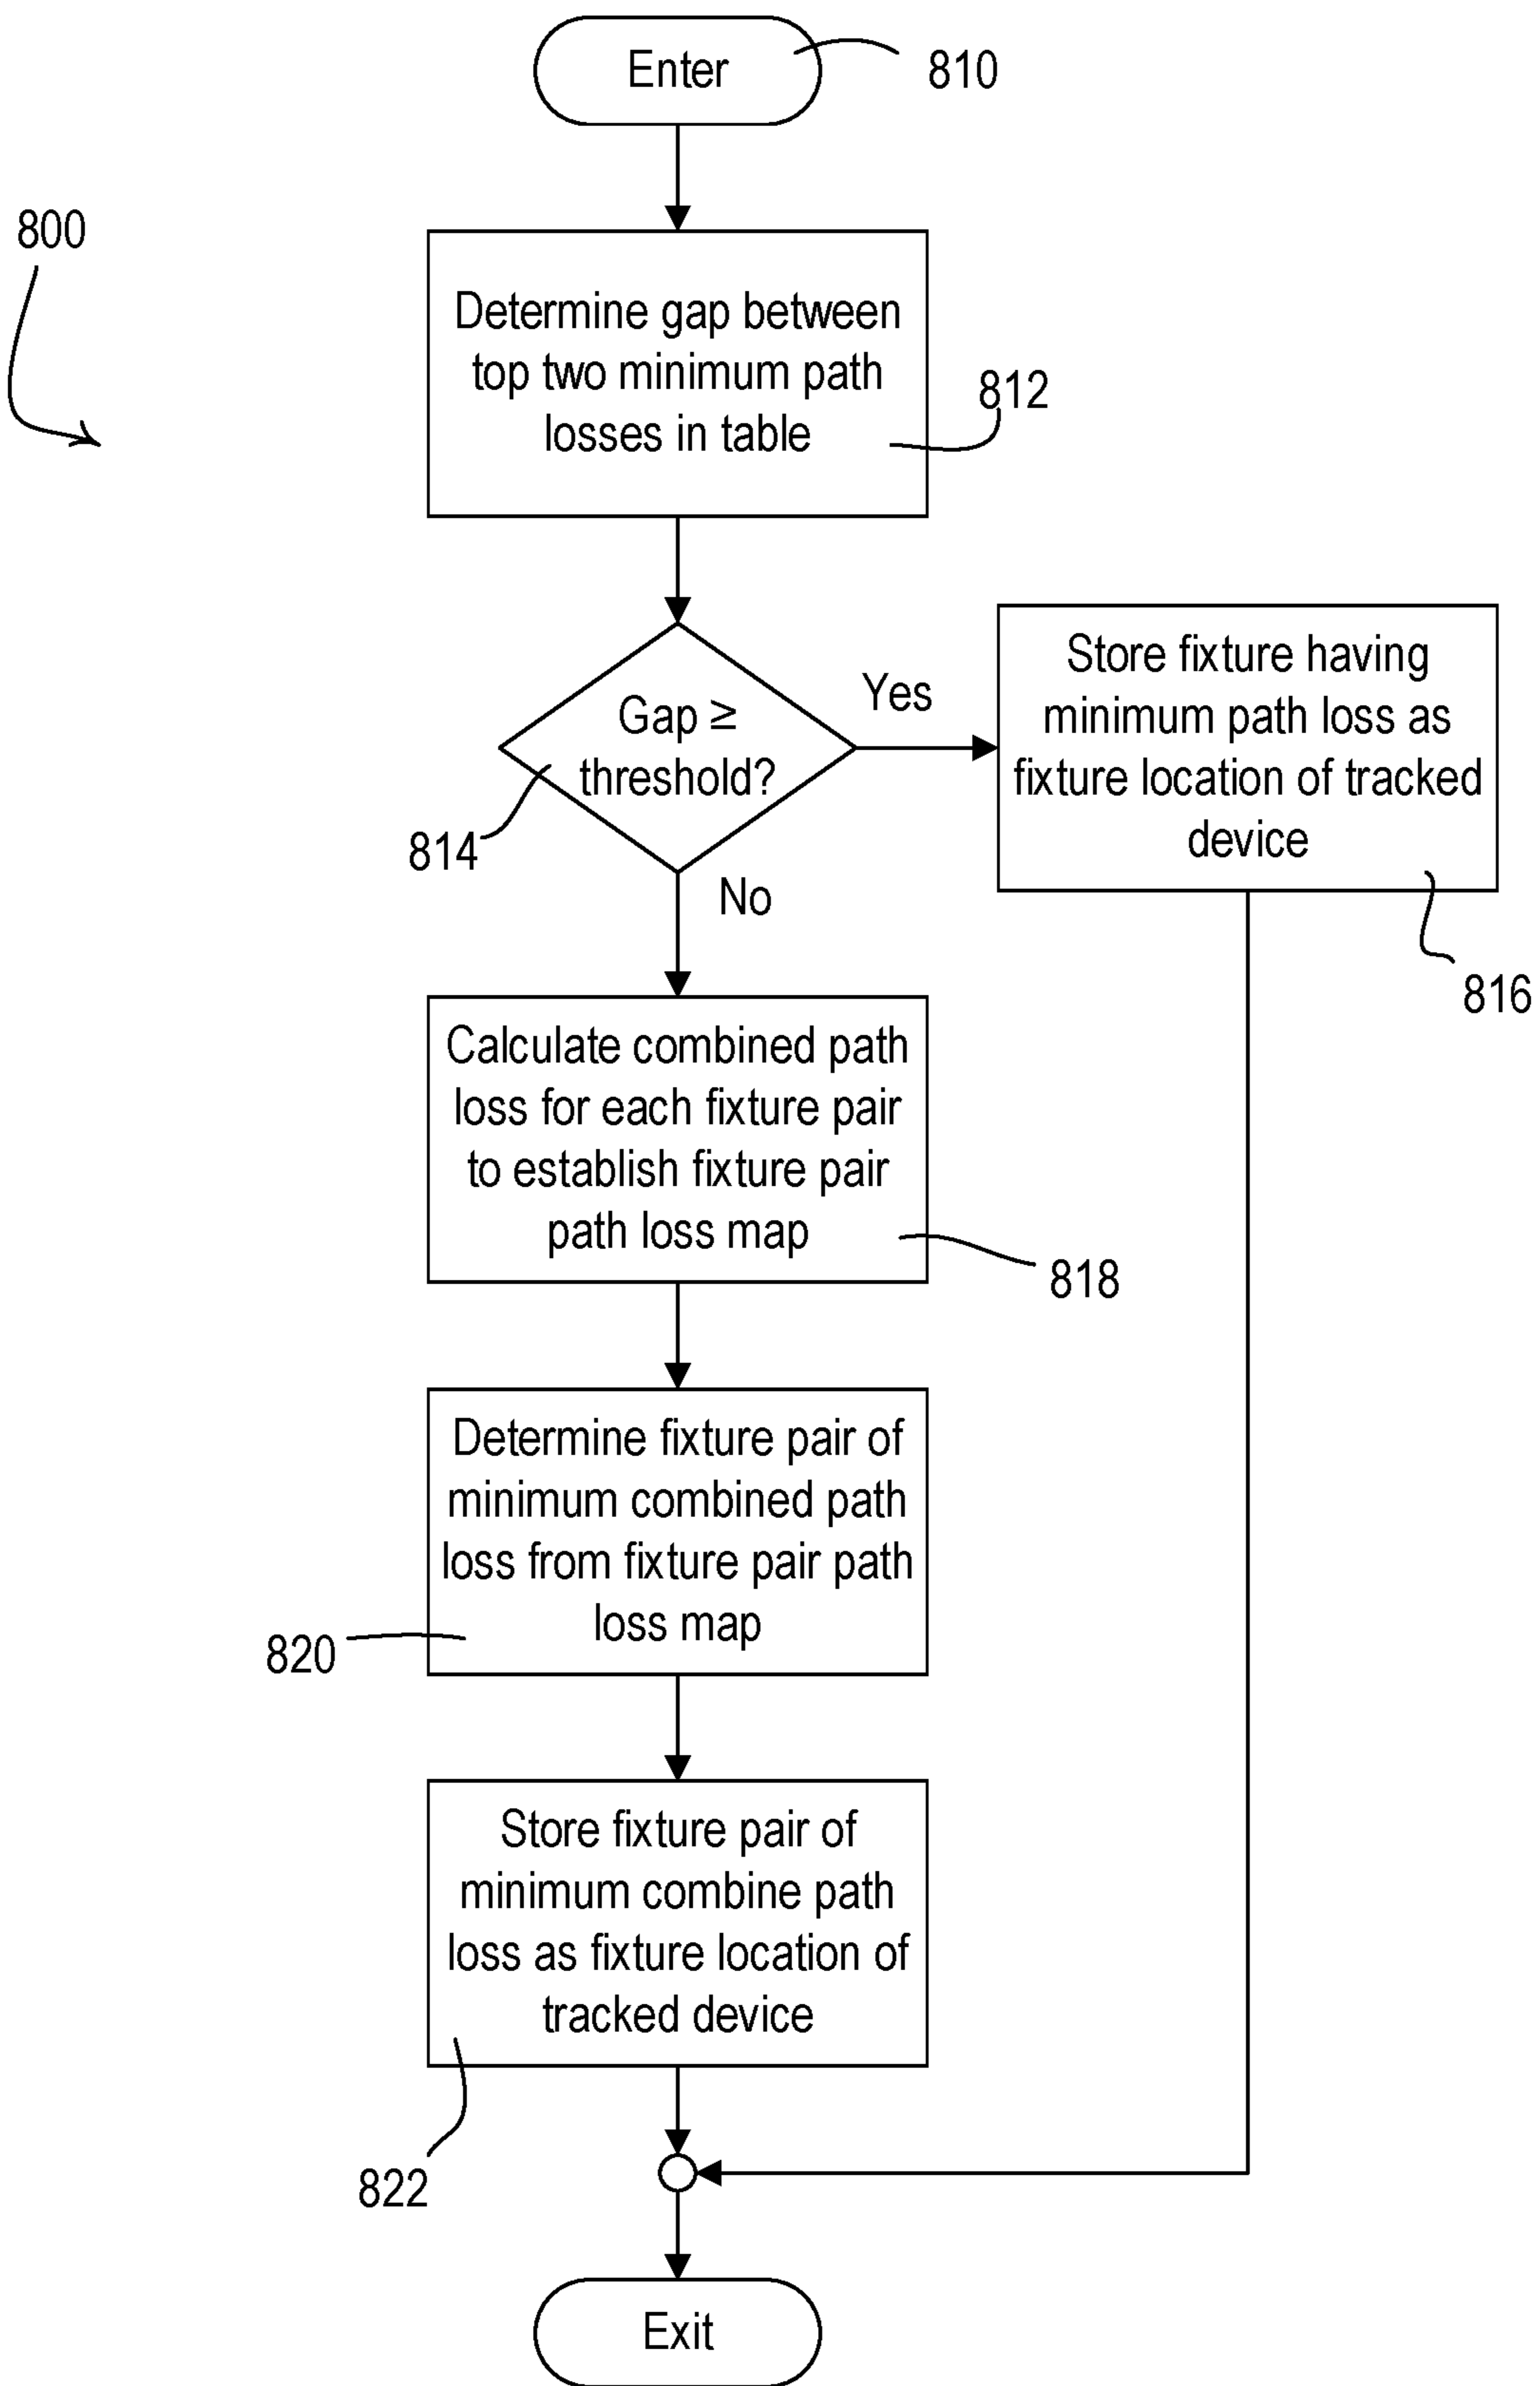 Enter
810
800
Determine gap between
top two minimum path
losses in table
812
Gap ≥
threshold?
814
Yes
No
Store fixture having
minimum path loss as
fixture location of tracked
device
816
Calculate combined path
loss for each fixture pair
to establish fixture pair
path loss map
818
Determine fixture pair of
minimum combined path
loss from fixture pair path
loss map
820
Store fixture pair of
minimum combine path
loss as fixture location of
tracked device
822
Exit